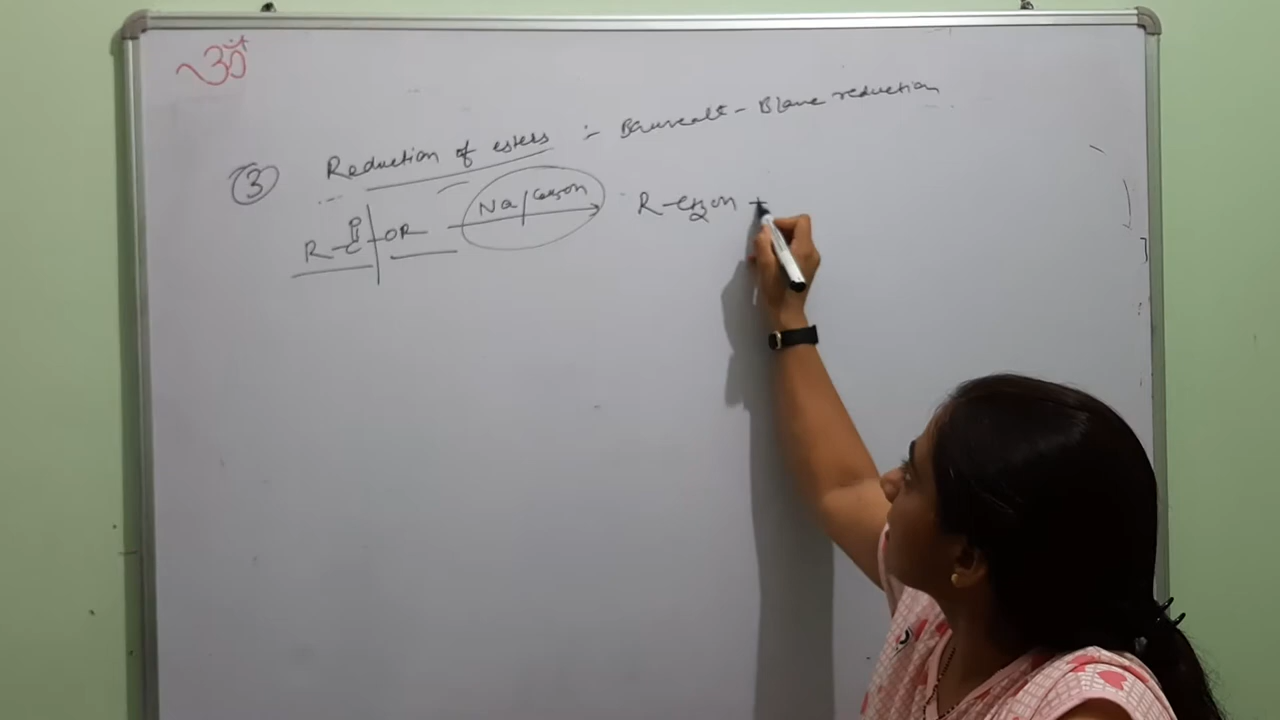 ॐ
③ Reduction of esters :- Bouveault - Blanc reduction
R-C(=O)-OR Na/C2H5OH → R-CH2OH +